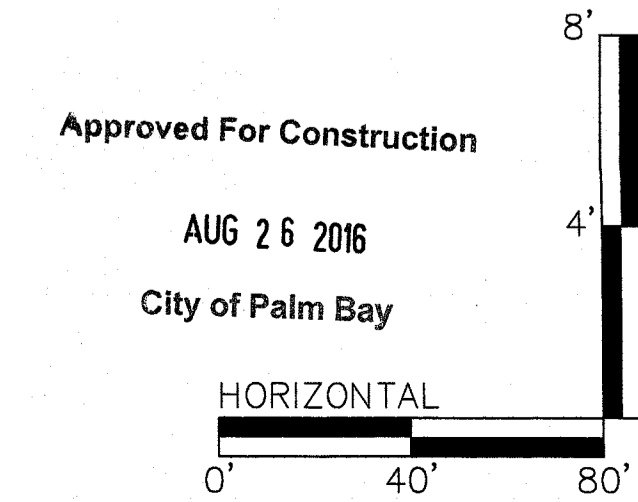 8'
Approved For Construction
4'
AUG 26 2016
City of Palm Bay
HORIZONTAL
0' 40' 80'